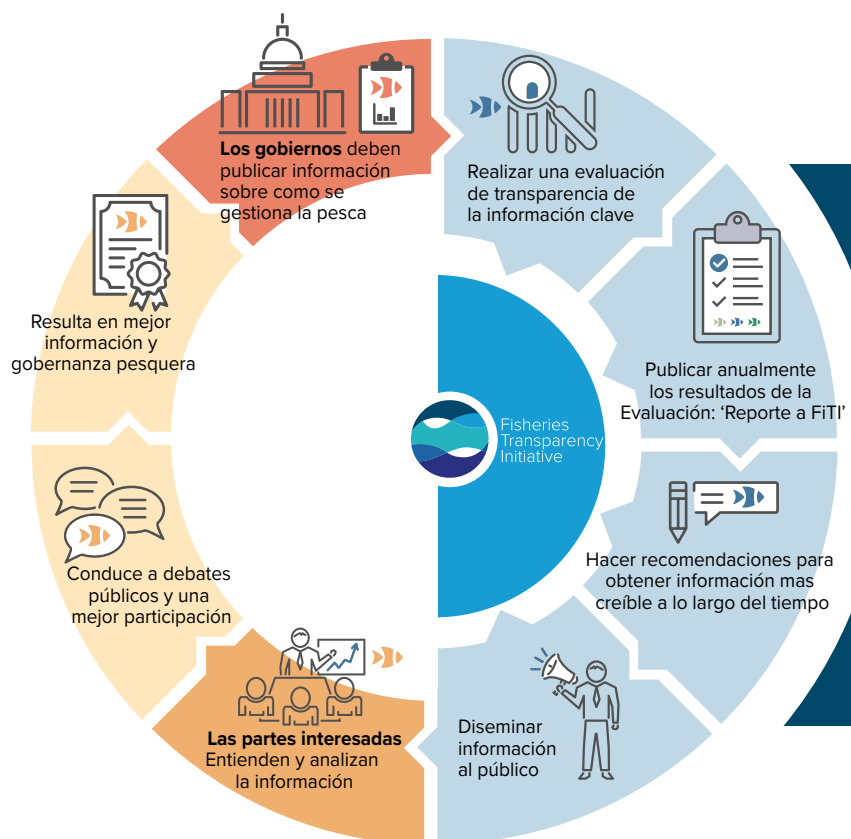 Los gobiernos deben
publicar información
sobre como se
gestiona la pesca
Realizar una evaluación
de transparencia de
la información clave
Publicar anualmente
los resultados de la
Evaluación: ‘Reporte a FiTI’
Hacer recomendaciones para
obtener información mas
creíble a lo largo del tiempo
Diseminar
información
al público
Las partes interesadas
Entienden y analizan
la información
Conduce a debates
públicos y una
mejor participación
Resulta en mejor
información y
gobernanza pesquera
Fisheries
Transparency
Initiative